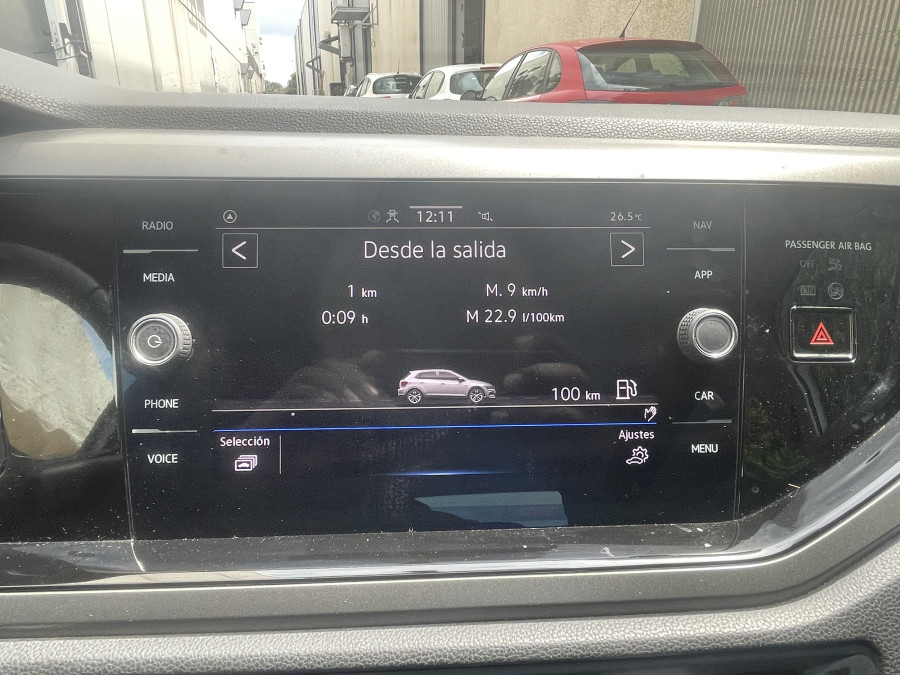 RADIO
MEDIA
PHONE
VOICE
12:11
26.5°C
Desde la salida
1 km
M. 9 km/h
0:09 h
M 22.9 l/100km
100 km
Selección
Ajustes
NAV
APP
CAR
MENU
PASSENGER AIR BAG
OFF